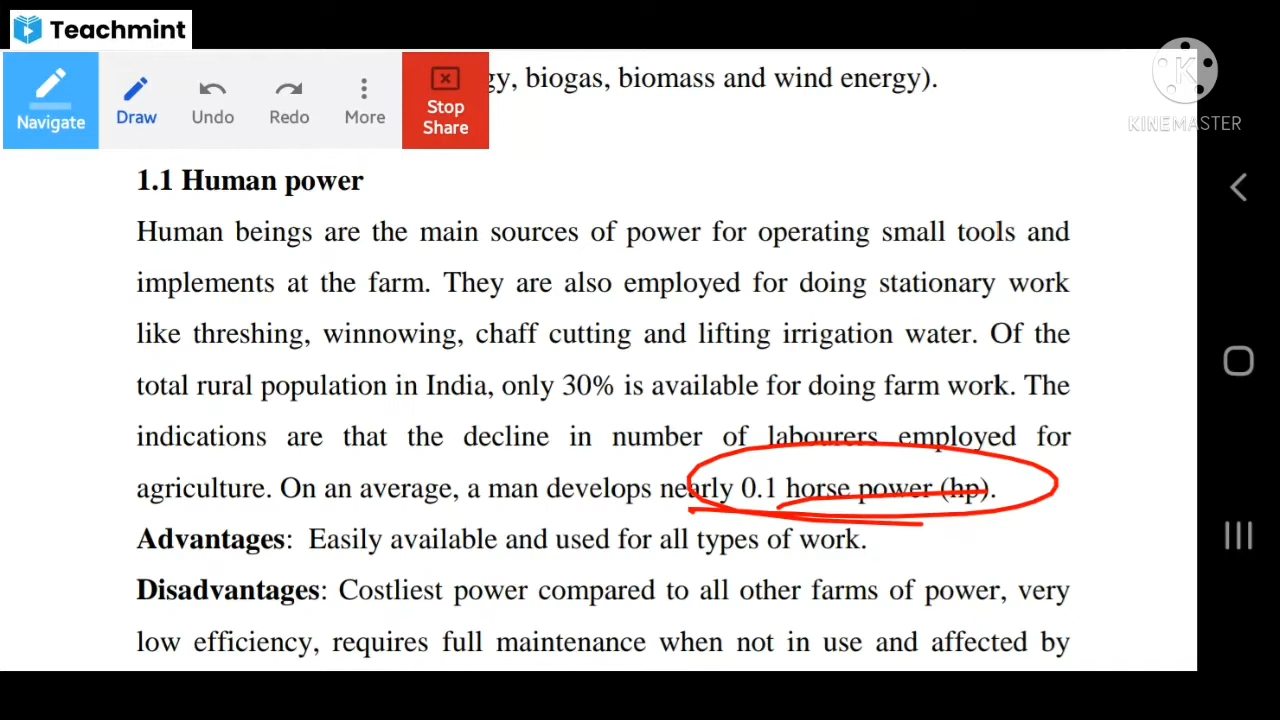 Teachmint
Navigate
Draw
Undo
Redo
More
Stop
Share
gy, biogas, biomass and wind energy).
KINEMASTER
1.1 Human power
Human beings are the main sources of power for operating small tools and
implements at the farm. They are also employed for doing stationary work
like threshing, winnowing, chaff cutting and lifting irrigation water. Of the
total rural population in India, only 30% is available for doing farm work. The
indications are that the decline in number of labourers employed for
agriculture. On an average, a man develops nearly 0.1 horse power (hp).
Advantages: Easily available and used for all types of work.
Disadvantages: Costliest power compared to all other farms of power, very
low efficiency, requires full maintenance when not in use and affected by